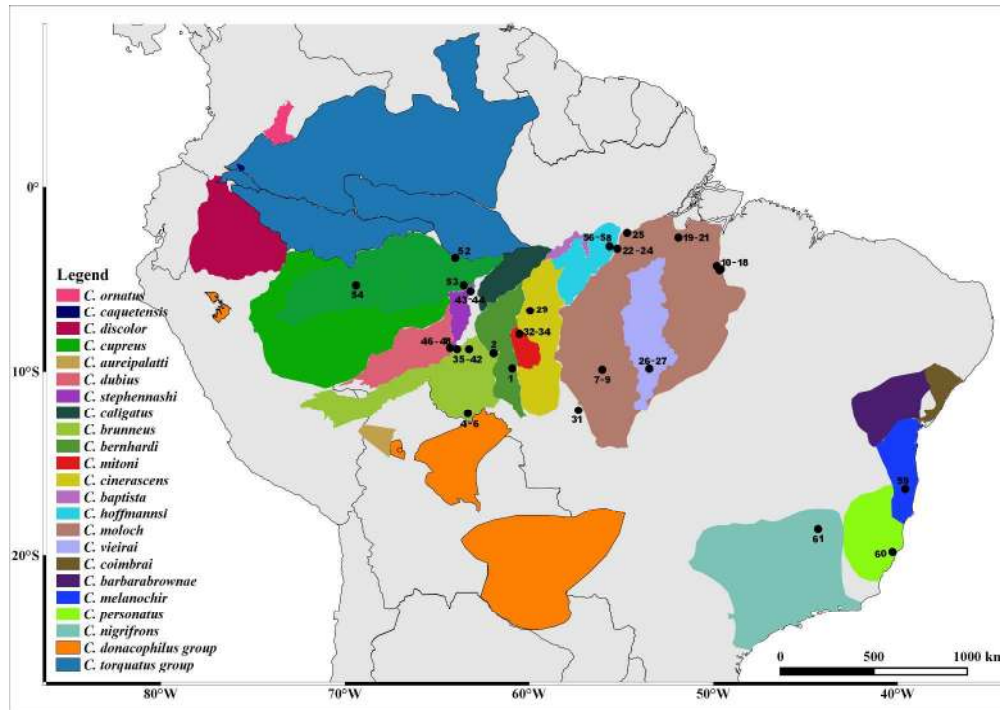 0°
10°S
20°S
80°W
70°W
60°W
50°W
40°W
Legend
C. ornatus
C. caquetensis
C. discolor
C. cupreus
C. aureipalatti
C. dubius
C. stephennashi
C. caligatus
C. brunneus
C. bernhardi
C. mitoni
C. cinerascens
C. baptista
C. hoffmannsi
C. moloch
C. vieirai
C. coimbrai
C. barbarabrownae
C. melanochir
C. personatus
C. nigrifrons
C. donacophilus group
C. torquatus group
52
53
54
43-44
35-42
2
1
4-6
29
32-34
56-58
25
22-24
19-21
10-18
7-9
26-27
31
59
60
61
0
500
1000 km